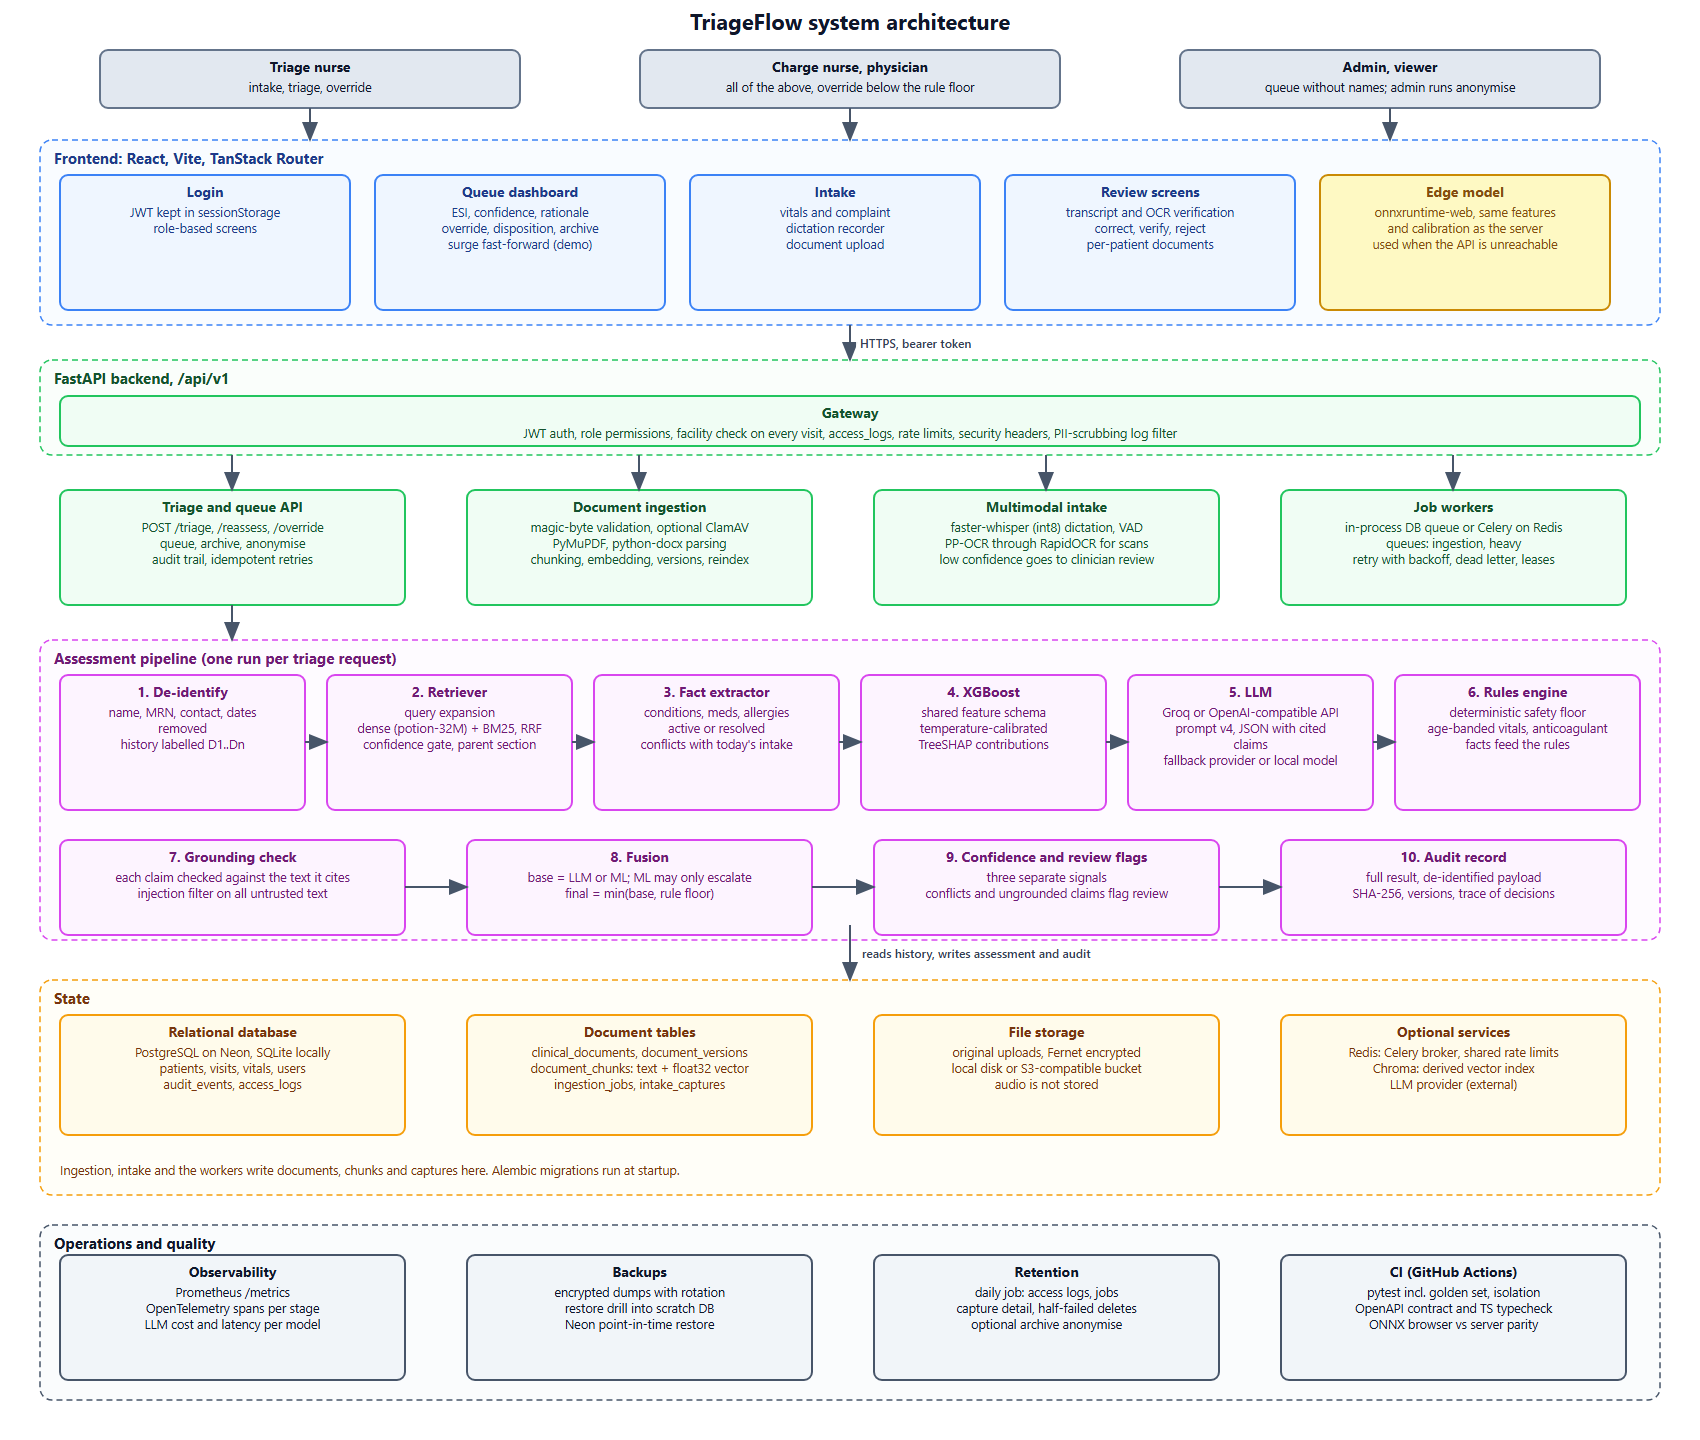 TriageFlow system architecture
Triage nurse
intake, triage, override
Charge nurse, physician
all of the above, override below the rule floor
Admin, viewer
queue without names; admin runs anonymise
Frontend: React, Vite, TanStack Router
Login
JWT kept in sessionStorage
role-based screens
Queue dashboard
ESI, confidence, rationale
override, disposition, archive
surge fast-forward (demo)
Intake
vitals and complaint
dictation recorder
document upload
Review screens
transcript and OCR verification
correct, verify, reject
per-patient documents
Edge model
onnxruntime-web, same features
and calibration as the server
used when the API is unreachable
HTTPS, bearer token
FastAPI backend, /api/v1
Gateway
JWT auth, role permissions, facility check on every visit, access_logs, rate limits, security headers, PII-scrubbing log filter
Triage and queue API
POST /triage, /reassess, /override
queue, archive, anonymise
audit trail, idempotent retries
Document ingestion
magic-byte validation, optional ClamAV
PyMuPDF, python-docx parsing
chunking, embedding, versions, reindex
Multimodal intake
faster-whisper (int8) dictation, VAD
PP-OCR through RapidOCR for scans
low confidence goes to clinician review
Job workers
in-process DB queue or Celery on Redis
queues: ingestion, heavy
retry with backoff, dead letter, leases
Assessment pipeline (one run per triage request)
1. De-identify
name, MRN, contact, dates
removed
history labelled D1..Dn
2. Retriever
query expansion
dense (potion-32M) + BM25, RRF
confidence gate, parent section
3. Fact extractor
conditions, meds, allergies
active or resolved
conflicts with today's intake
4. XGBoost
shared feature schema
temperature-calibrated
TreeSHAP contributions
5. LLM
Groq or OpenAI-compatible API
prompt v4, JSON with cited
claims
fallback provider or local model
6. Rules engine
deterministic safety floor
age-banded vitals, anticoagulant
facts feed the rules
7. Grounding check
each claim checked against the text it cites
injection filter on all untrusted text
8. Fusion
base = LLM or ML; ML may only escalate
final = min(base, rule floor)
9. Confidence and review flags
three separate signals
conflicts and ungrounded claims flag review
10. Audit record
full result, de-identified payload
SHA-256, versions, trace of decisions
reads history, writes assessment and audit
State
Relational database
PostgreSQL on Neon, SQLite locally
patients, visits, vitals, users
audit_events, access_logs
Document tables
clinical_documents, document_versions
document_chunks: text + float32 vector
ingestion_jobs, intake_captures
File storage
original uploads, Fernet encrypted
local disk or S3-compatible bucket
audio is not stored
Optional services
Redis: Celery broker, shared rate limits
Chroma: derived vector index
LLM provider (external)
Ingestion, intake and the workers write documents, chunks and captures here. Alembic migrations run at startup.
Operations and quality
Observability
Prometheus /metrics
OpenTelemetry spans per stage
LLM cost and latency per model
Backups
encrypted dumps with rotation
restore drill into scratch DB
Neon point-in-time restore
Retention
daily job: access logs, jobs
capture detail, half-failed deletes
optional archive anonymise
CI (GitHub Actions)
pytest incl. golden set, isolation
OpenAPI contract and TS typecheck
ONNX browser vs server parity